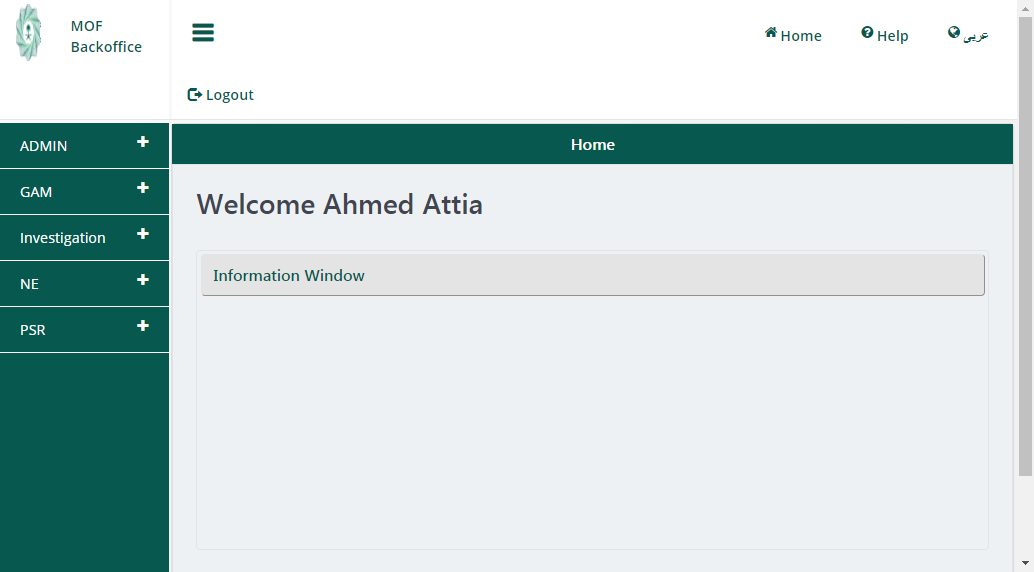 MOF
Backoffice
Home
Help
عربي
Logout
ADMIN
GAM
Investigation
NE
PSR
Home
Welcome Ahmed Attia
Information Window